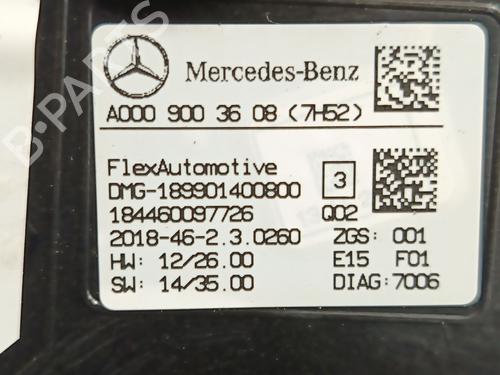 Mercedes-Benz
A000 900 36 08 (7H52)
FlexAutomotive
DMG-189901400800 3
184460097726 Q02
2018-46-2.3.0260 ZGS: 001
HW: 12/26.00 E15 F01
SW: 14/35.00 DIAG:7006
B-PARTS